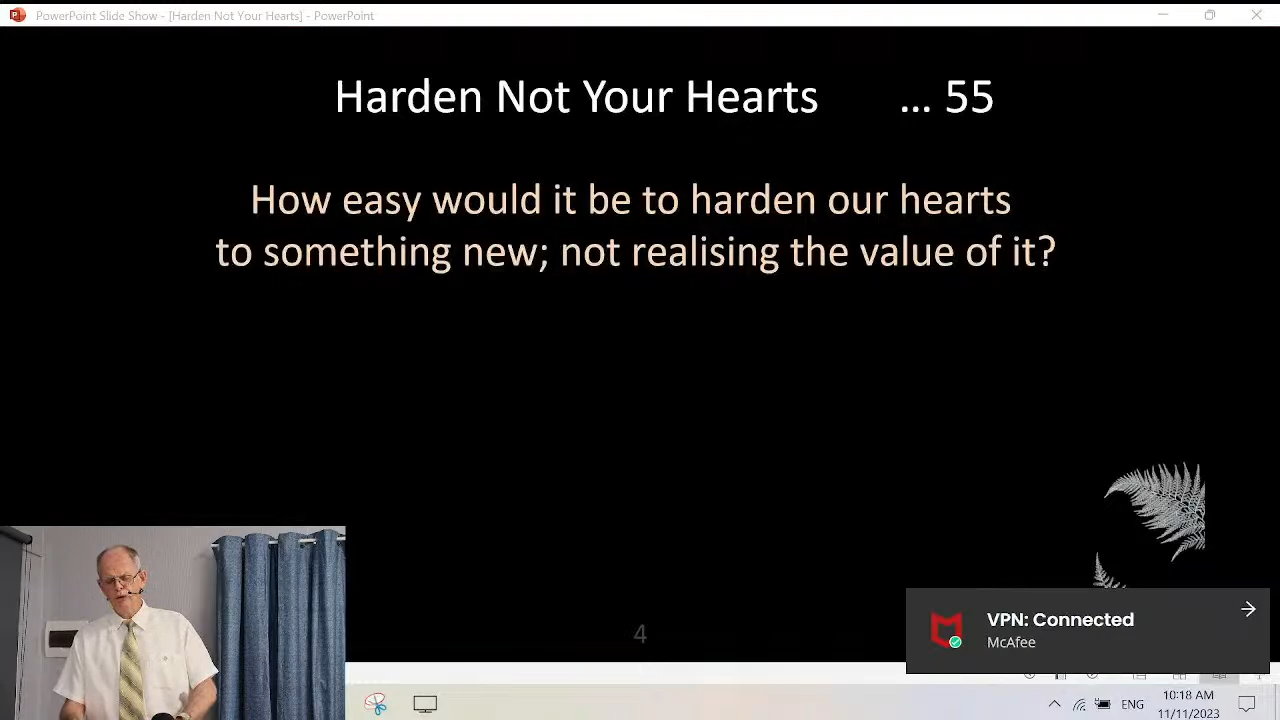 PowerPoint Slide Show - [Harden Not Your Hearts] - PowerPoint
Harden Not Your Hearts ... 55
How easy would it be to harden our hearts
to something new; not realising the value of it?
4
VPN: Connected
McAfee
ENG
10:18 AM
11/11/2023